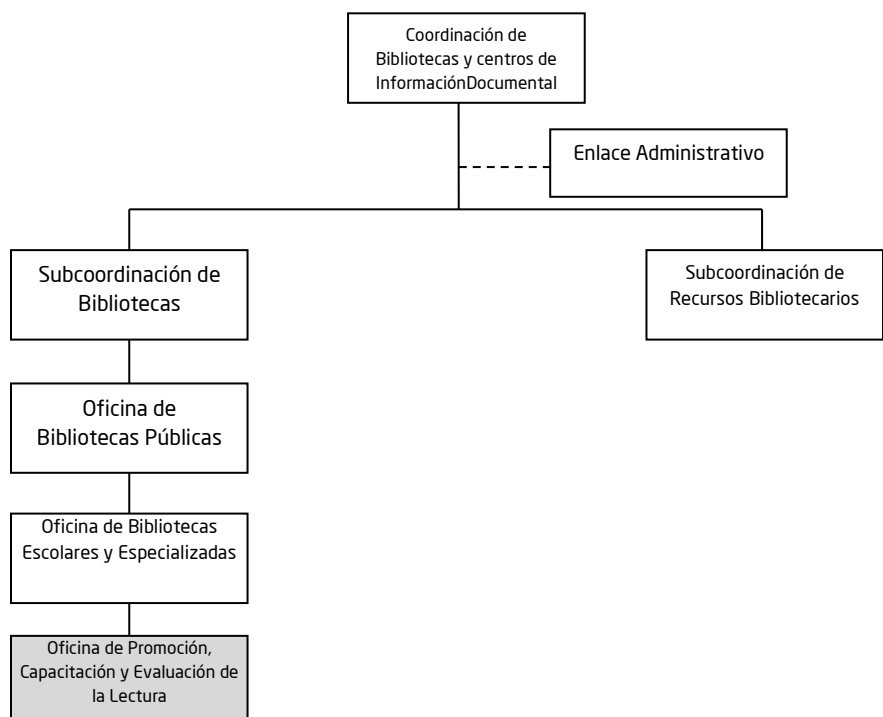 Coordinación de
Bibliotecas y centros de
InformaciónDocumental
Enlace Administrativo
Subcoordinación de
Bibliotecas
Subcoordinación de
Recursos Bibliotecarios
Oficina de
Bibliotecas Públicas
Oficina de Bibliotecas
Escolares y Especializadas
Oficina de Promoción,
Capacitación y Evaluación de
la Lectura